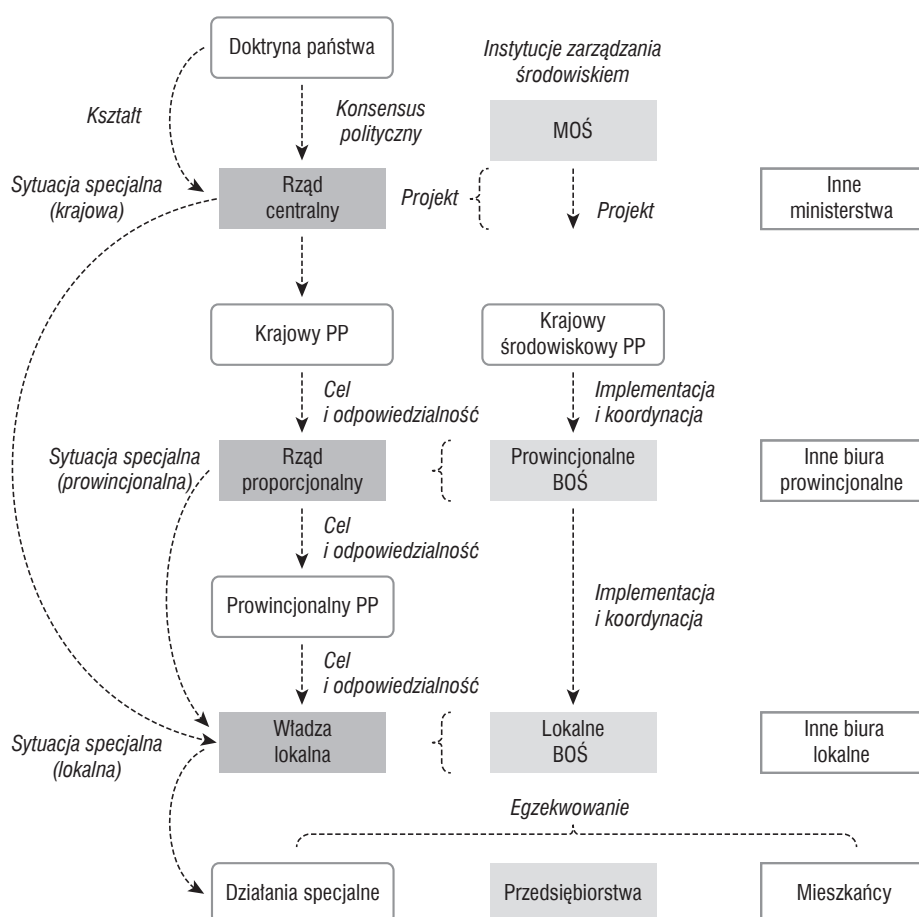 Doktryna państwa
Instytucje zarządzania
środowiskiem
Kształt
Konsensus
polityczny
MOŚ
Sytuacja specjalna
(krajowa)
Rząd
centralny
Projekt
Projekt
Inne
ministerstwa
Krajowy PP
Krajowy
środowiskowy PP
Cel
i odpowiedzialność
Implementacja
i koordynacja
Sytuacja specjalna
(prowincjonalna)
Rząd
proporcjonalny
Prowincjonalne
BOŚ
Inne biura
prowincjonalne
Cel
i odpowiedzialność
Prowincjonalny PP
Implementacja
i koordynacja
Cel
i odpowiedzialność
Sytuacja specjalna
(lokalna)
Władza
lokalna
Lokalne
BOŚ
Inne biura
lokalne
Egzekwowanie
Działania specjalne
Przedsiębiorstwa
Mieszkańcy